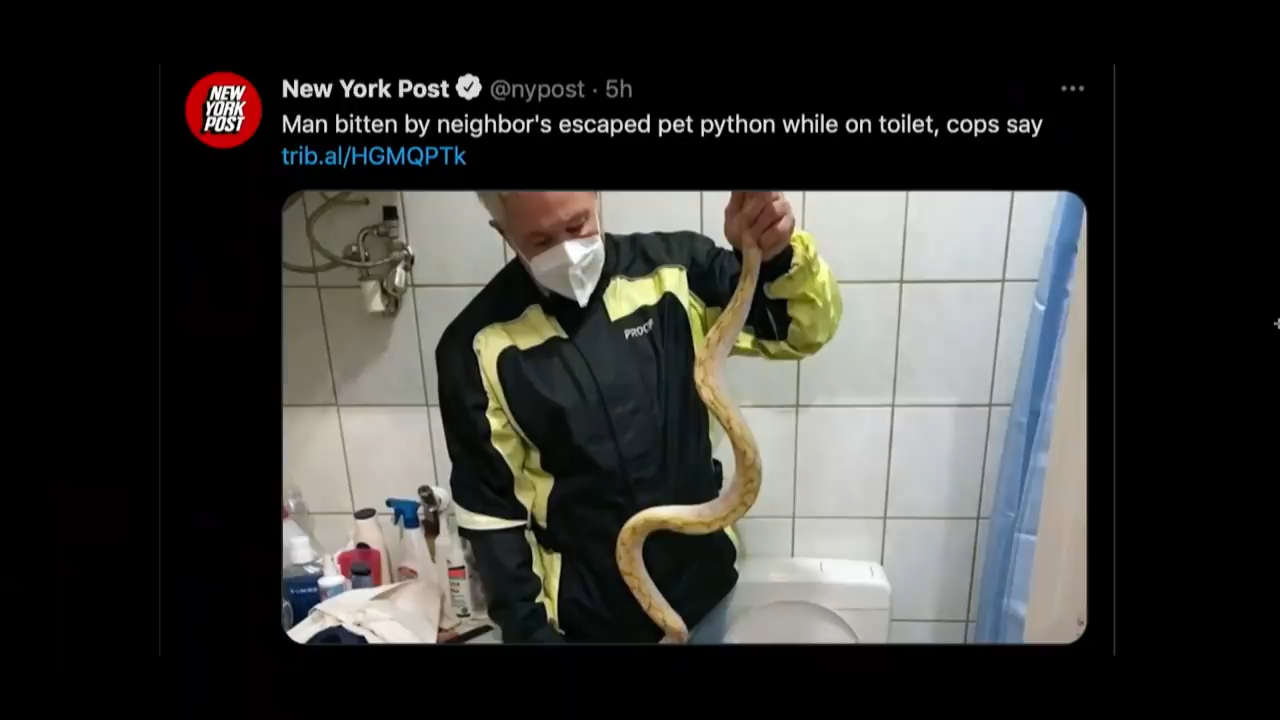 NEW
YORK
POST
New York Post @nypost · 5h
Man bitten by neighbor's escaped pet python while on toilet, cops say
trib.al/HGMQPTk